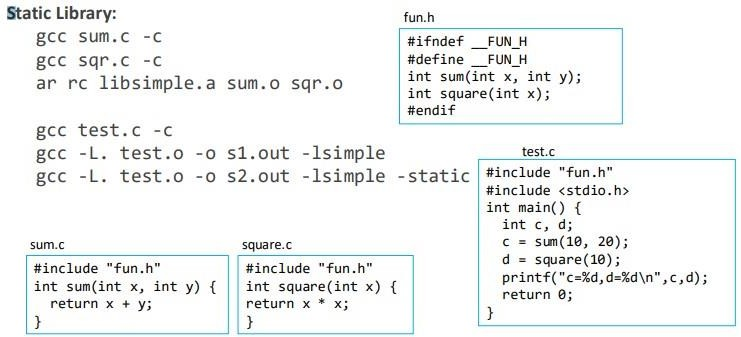 Static Library:
gcc sum.c -c
gcc sqr.c -c
ar rc libsimple.a sum.o sqr.o
gcc test.c -c
gcc -L. test.o -o s1.out -lsimple
gcc -L. test.o -o s2.out -lsimple -static
fun.h
#ifndef __FUN_H
#define __FUN_H
int sum(int x, int y);
int square(int x);
#endif
test.c
#include "fun.h"
#include <stdio.h>
int main() {
int c, d;
c = sum(10, 20);
d = square(10);
printf("c=%d,d=%d\n",c,d);
return 0;
}
sum.c
#include "fun.h"
int sum(int x, int y) {
return x + y;
}
square.c
#include "fun.h"
int square(int x) {
return x * x;
}